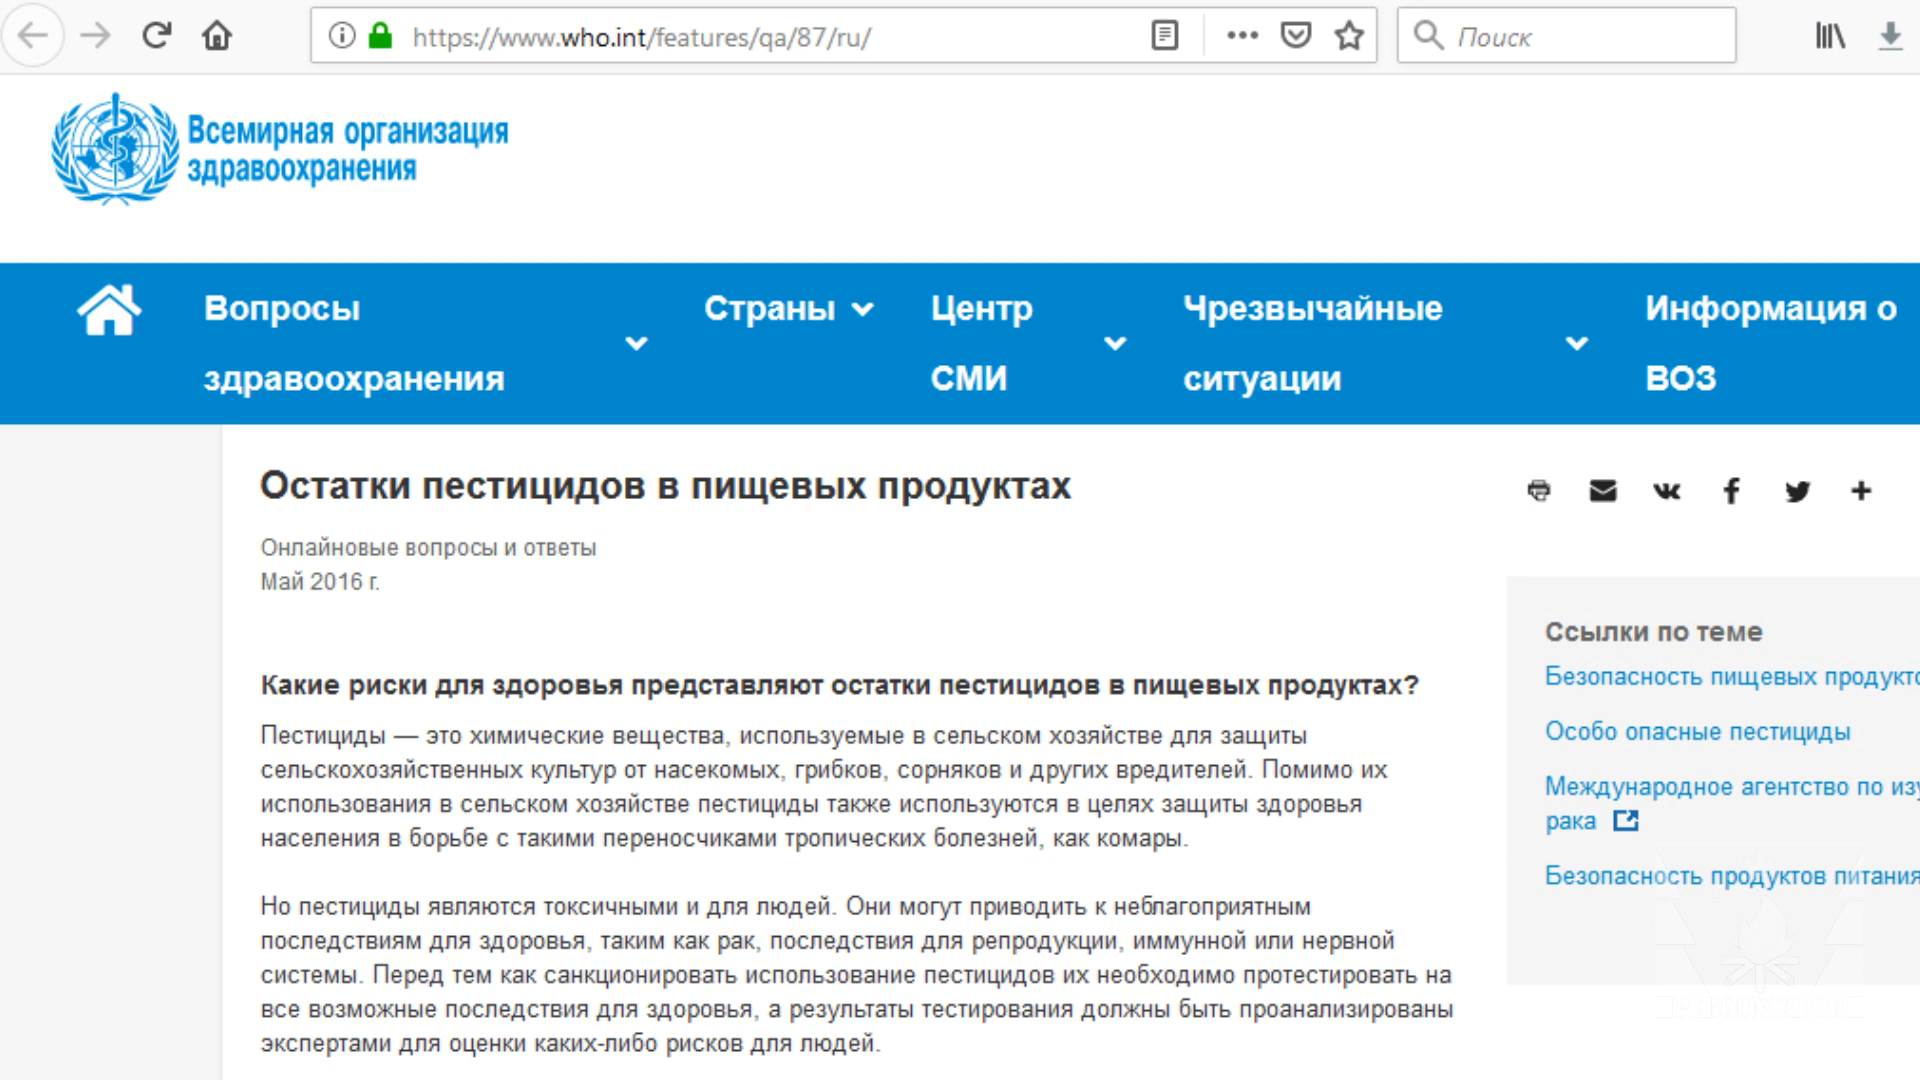 https://www.who.int/features/qa/87/ru/
Поиск
Всемирная организация
здравоохранения
Вопросы
здравоохранения
Страны
Центр
СМИ
Чрезвычайные
ситуации
Информация о
ВОЗ
Остатки пестицидов в пищевых продуктах
Онлайновые вопросы и ответы
Май 2016 г.
Какие риски для здоровья представляют остатки пестицидов в пищевых продуктах?
Пестициды — это химические вещества, используемые в сельском хозяйстве для защиты
сельскохозяйственных культур от насекомых, грибков, сорняков и других вредителей. Помимо их
использования в сельском хозяйстве пестициды также используются в целях защиты здоровья
населения в борьбе с такими переносчиками тропических болезней, как комары.
Но пестициды являются токсичными и для людей. Они могут приводить к неблагоприятным
последствиям для здоровья, таким как рак, последствия для репродукции, иммунной или нервной
системы. Перед тем как санкционировать использование пестицидов их необходимо протестировать на
все возможные последствия для здоровья, а результаты тестирования должны быть проанализированы
экспертами для оценки каких-либо рисков для людей.
Ссылки по теме
Безопасность пищевых продукто
Особо опасные пестициды
Международное агентство по изу
рака
Безопасность продуктов питания